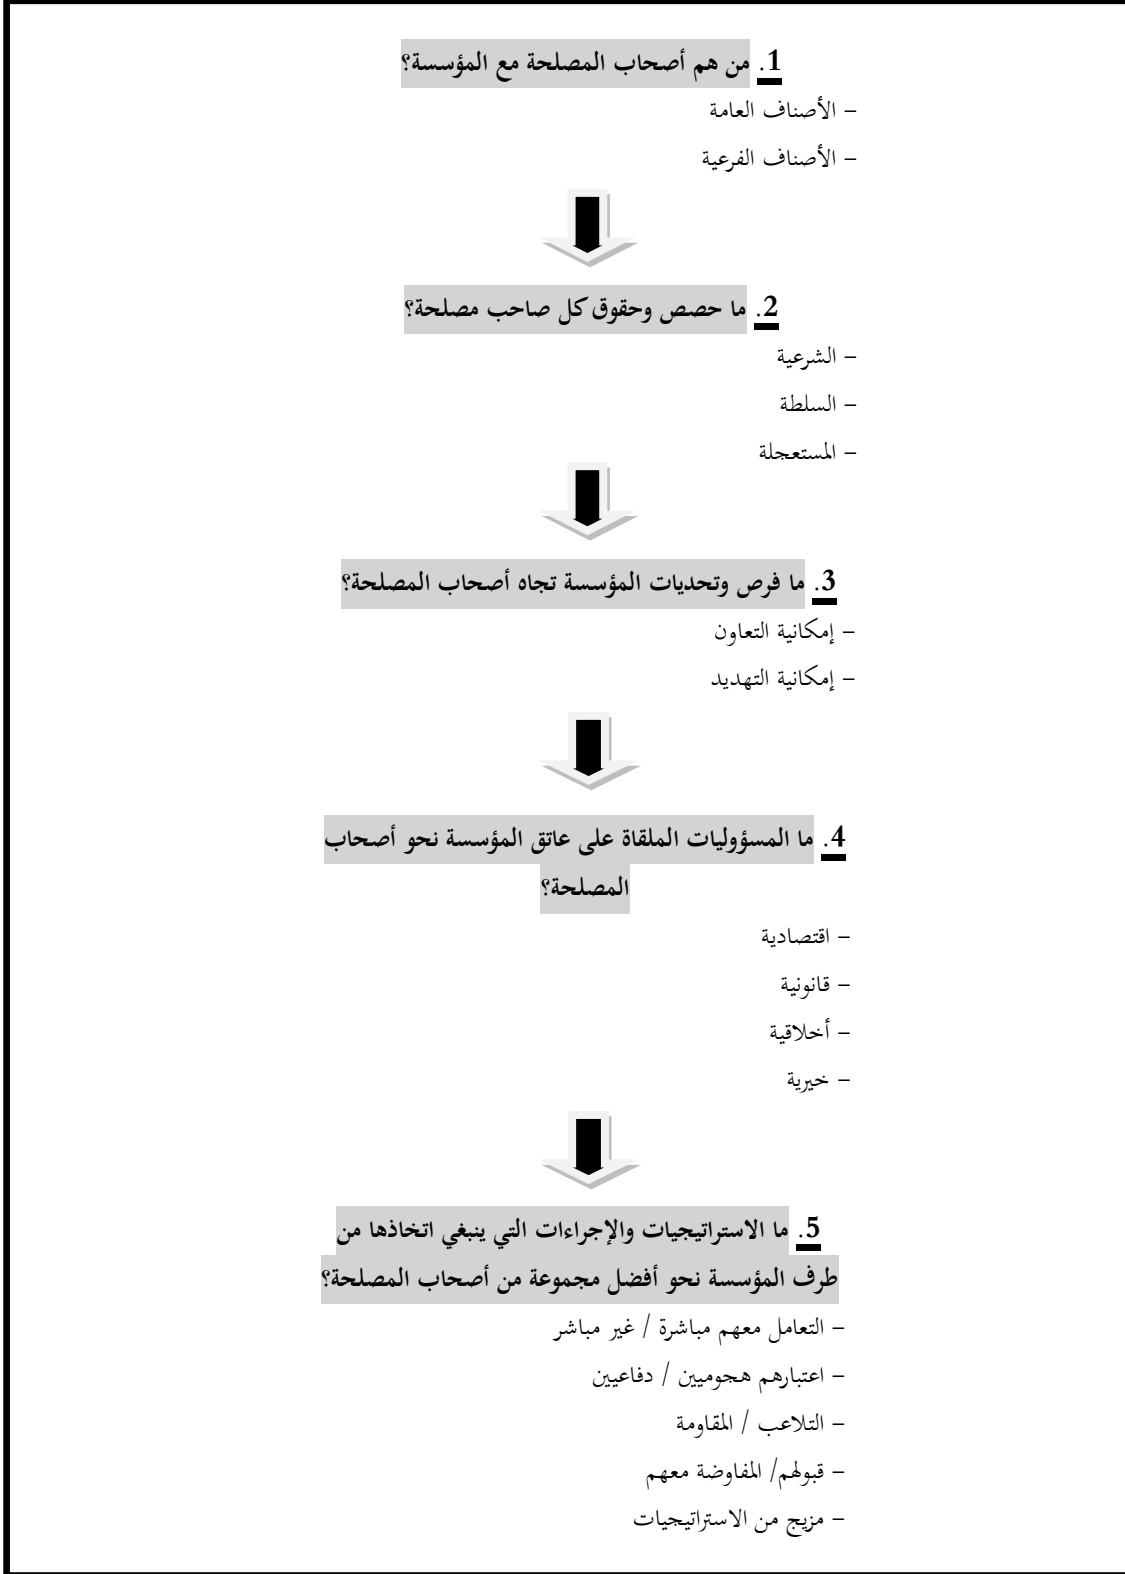 1. من هم أصحاب المصلحة مع المؤسسة؟
– الأصناف العامة
– الأصناف الفرعية
2. ما حصص وحقوق كل صاحب مصلحة؟
– الشرعية
– السلطة
– المستعجلة
3. ما فرص وتحديات المؤسسة تجاه أصحاب المصلحة؟
– إمكانية التعاون
– إمكانية التهديد
4. ما المسؤوليات الملقاة على عاتق المؤسسة نحو أصحاب
المصلحة؟
– اقتصادية
– قانونية
– أخلاقية
– خيرية
5. ما الاستراتيجيات والإجراءات التي ينبغي اتخاذها من
طرف المؤسسة نحو أفضل مجموعة من أصحاب المصلحة؟
– التعامل معهم مباشرة / غير مباشر
– اعتبارهم هجوميين / دفاعيين
– التلاعب / المقاومة
– قبولهم/ المفاوضة معهم
– مزيج من الاستراتيجيات